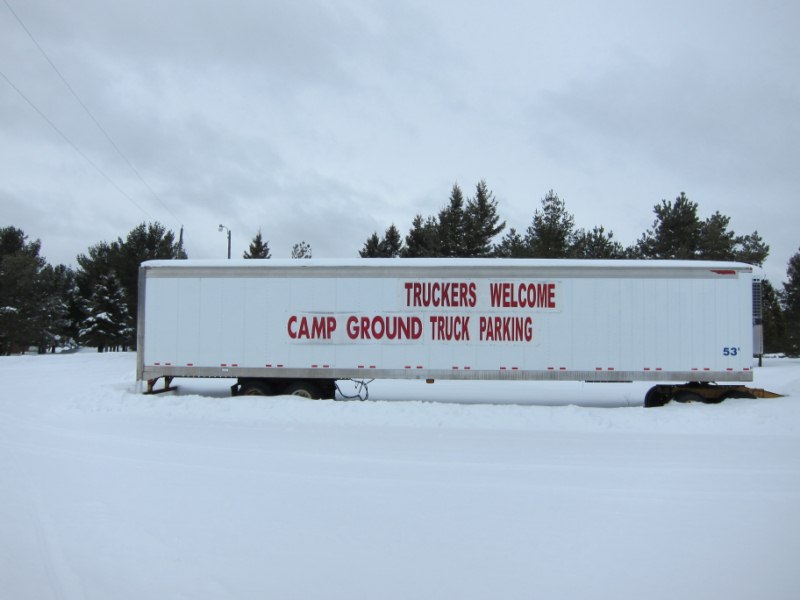 TRUCKERS WELCOME
CAMP GROUND TRUCK PARKING
53'